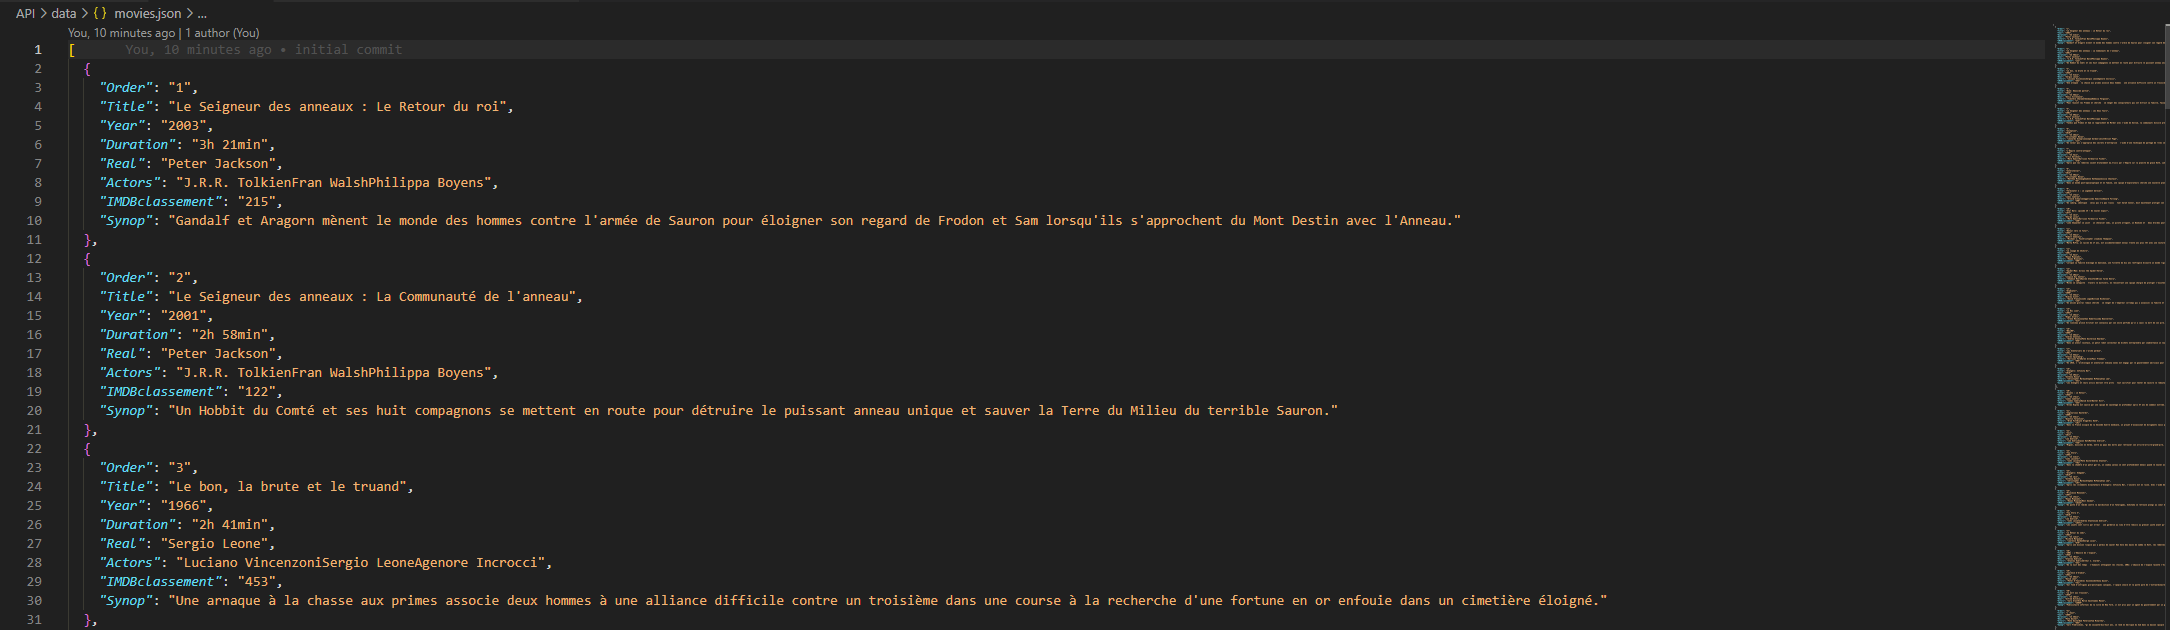 API > data > {} movies.json > ...
You, 10 minutes ago | 1 author (You)
1 [ You, 10 minutes ago • initial commit
2 {
3 "Order": "1",
4 "Title": "Le Seigneur des anneaux : Le Retour du roi",
5 "Year": "2003",
6 "Duration": "3h 21min",
7 "Real": "Peter Jackson",
8 "Actors": "J.R.R. TolkienFran WalshPhilippa Boyens",
9 "IMDBclassement": "215",
10 "Synop": "Gandalf et Aragorn mènent le monde des hommes contre l'armée de Sauron pour éloigner son regard de Frodon et Sam lorsqu'ils s'approchent du Mont Destin avec l'Anneau."
11 },
12 {
13 "Order": "2",
14 "Title": "Le Seigneur des anneaux : La Communauté de l'anneau",
15 "Year": "2001",
16 "Duration": "2h 58min",
17 "Real": "Peter Jackson",
18 "Actors": "J.R.R. TolkienFran WalshPhilippa Boyens",
19 "IMDBclassement": "122",
20 "Synop": "Un Hobbit du Comté et ses huit compagnons se mettent en route pour détruire le puissant anneau unique et sauver la Terre du Milieu du terrible Sauron."
21 },
22 {
23 "Order": "3",
24 "Title": "Le bon, la brute et le truand",
25 "Year": "1966",
26 "Duration": "2h 41min",
27 "Real": "Sergio Leone",
28 "Actors": "Luciano VincenzoniSergio LeoneAgenore Incrocci",
29 "IMDBclassement": "453",
30 "Synop": "Une arnaque à la chasse aux primes associe deux hommes à une alliance difficile contre un troisième dans une course à la recherche d'une fortune en or enfouie dans un cimetière éloigné."
31 },